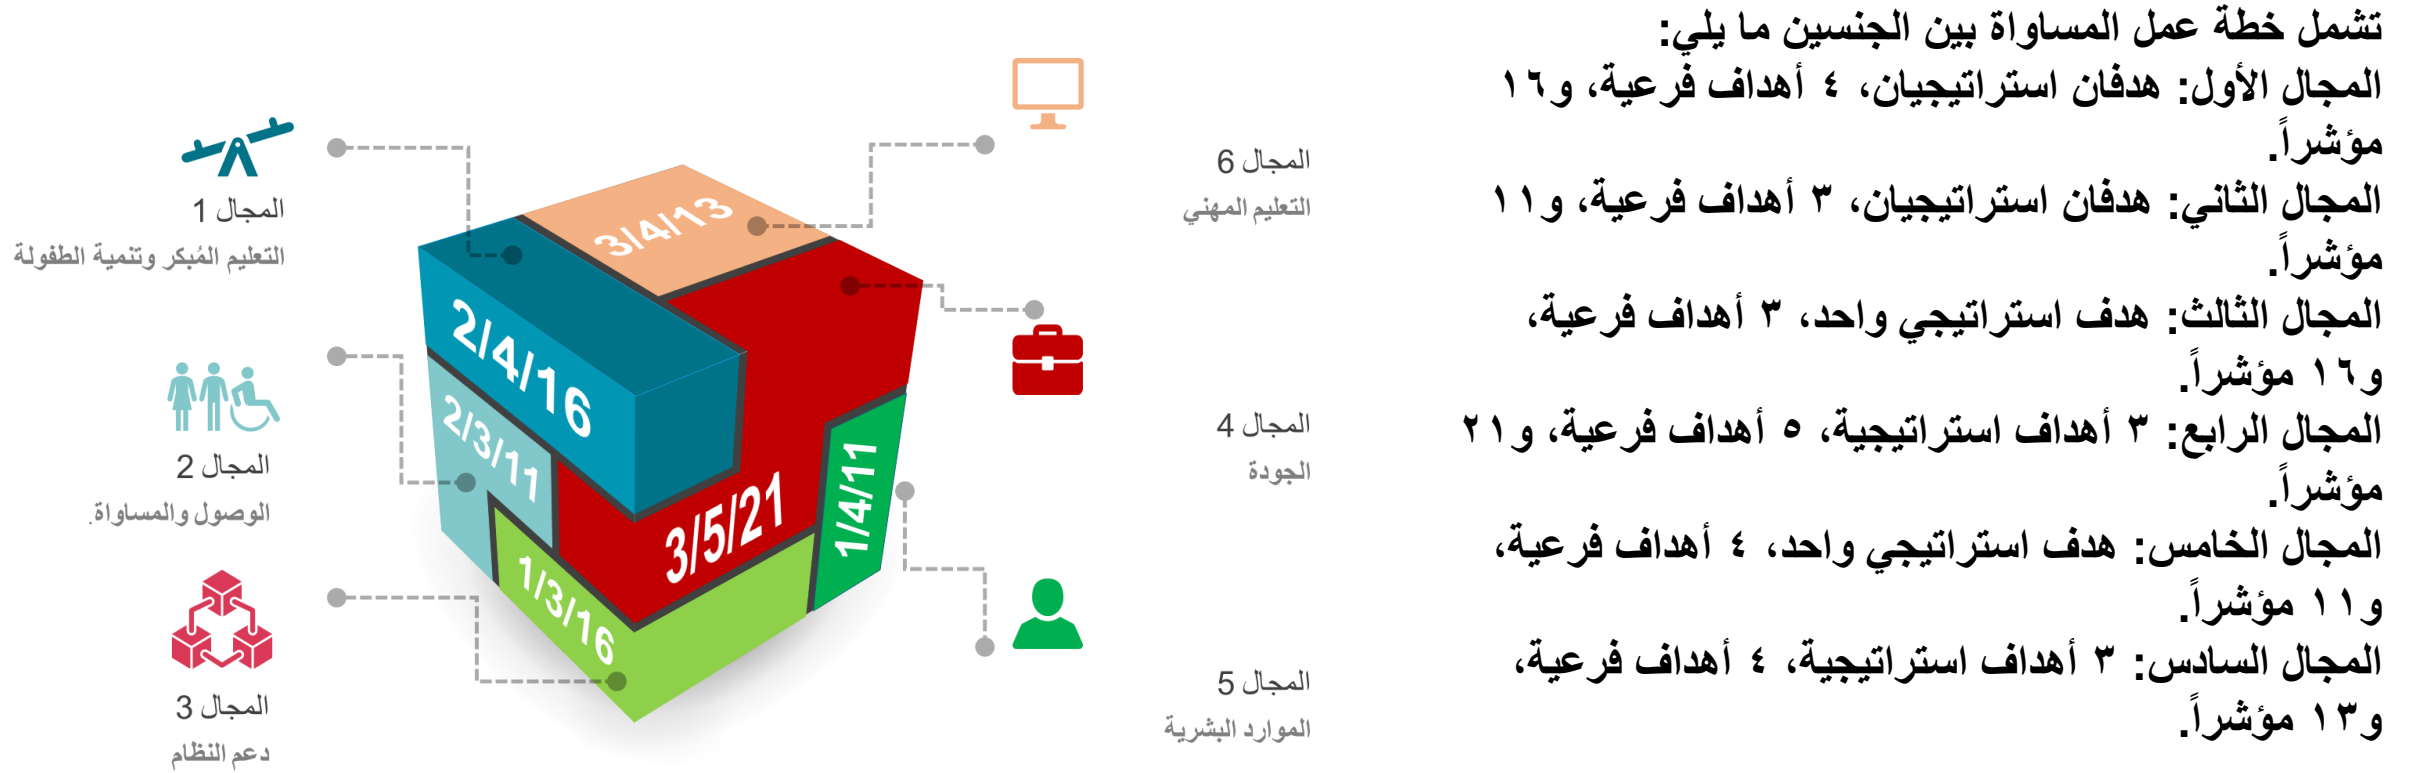 تشمل خطة عمل المساواة بين الجنسين ما يلي:
المجال الأول: هدفان استراتيجيان، ٤ أهداف فرعية، و١٦
مؤشراً.
المجال الثاني: هدفان استراتيجيان، ٣ أهداف فرعية، و١١
مؤشراً.
المجال الثالث: هدف استراتيجي واحد، ٣ أهداف فرعية،
و١٦ مؤشراً.
المجال الرابع: ٣ أهداف استراتيجية، ٥ أهداف فرعية، و٢١
مؤشراً.
المجال الخامس: هدف استراتيجي واحد، ٤ أهداف فرعية،
و١١ مؤشراً.
المجال السادس: ٣ أهداف استراتيجية، ٤ أهداف فرعية،
و١٣ مؤشراً.
المجال 6
التعليم المهني
المجال 4
الجودة
المجال 5
الموارد البشرية
3/4/13
2/4/16
2/3/11
3/5/21
1/4/11
1/3/16
المجال 1
التعليم المُبكر وتنمية الطفولة
المجال 2
الوصول والمساواة.
المجال 3
دعم النظام